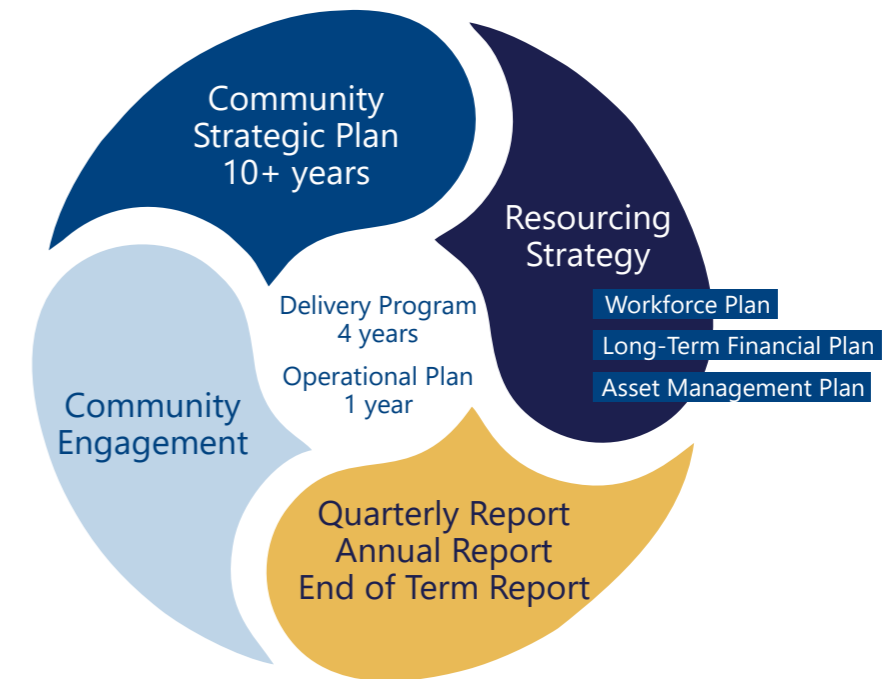 Community
Strategic Plan
10+ years
Resourcing
Strategy
Workforce Plan
Long-Term Financial Plan
Asset Management Plan
Delivery Program
4 years
Operational Plan
1 year
Community
Engagement
Quarterly Report
Annual Report
End of Term Report